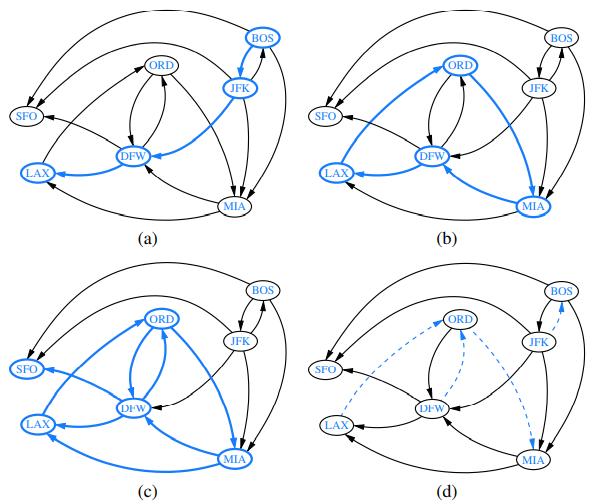 BOS
ORD
JFK
SFO
DFW
LAX
MIA
(a)
BOS
ORD
JFK
SFO
DFW
LAX
MIA
(b)
BOS
ORD
JFK
SFO
DFW
LAX
MIA
(c)
BOS
ORD
JFK
SFO
DFW
LAX
MIA
(d)